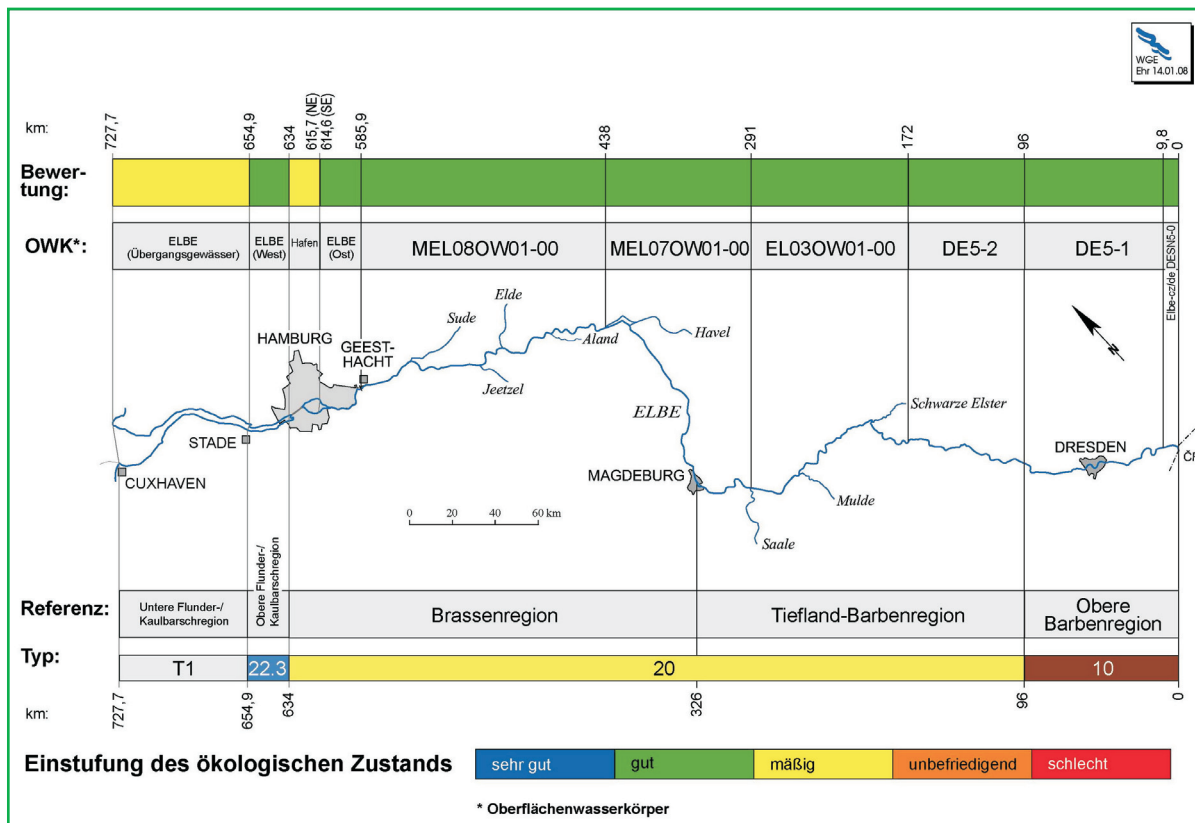 WGE
Ehr 14.01.08
km:
727,7
654,9
634
615,7 (NE)
614,6 (SE)
585,9
438
291
172
96
9,8
0
Bewer-
tung:
OWK*:
ELBE
(Übergangsgewässer)
ELBE
(West)
Hafen
ELBE
(Ost)
MEL08OW01-00
MEL07OW01-00
EL03OW01-00
DE5-2
DE5-1
Elbe-cz/de DESN5-0
Elde
Sude
HAMBURG
GEEST-
HACHT
Aland
Havel
N
Jeetzel
ELBE
Schwarze Elster
STADE
DRESDEN
CUXHAVEN
MAGDEBURG
Mulde
0 20 40 60 km
Saale
Referenz:
Untere Flunder-/
Kaulbarschregion
Obere Flunder-/
Kaulbarschregion
Brassenregion
Tiefland-Barbenregion
Obere
Barbenregion
Typ:
T1
22.3
20
10
km:
727,7
654,9
634
326
96
0
Einstufung des ökologischen Zustands
sehr gut
gut
mäßig
unbefriedigend
schlecht
* Oberflächenwasserkörper